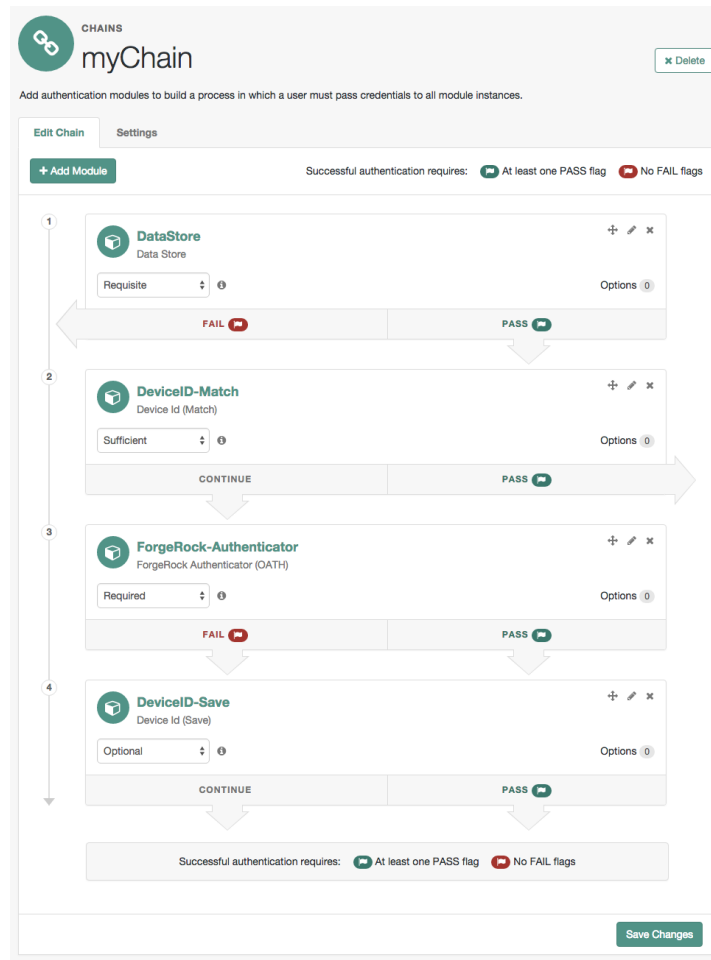 CHAINS
myChain
✖ Delete
Add authentication modules to build a process in which a user must pass credentials to all module instances.
Edit Chain Settings
+ Add Module Successful authentication requires: At least one PASS flag No FAIL flags
1
DataStore
Data Store
Requisite Options 0
FAIL PASS
2
DeviceID-Match
Device Id (Match)
Sufficient Options 0
CONTINUE PASS
3
ForgeRock-Authenticator
ForgeRock Authenticator (OATH)
Required Options 0
FAIL PASS
4
DeviceID-Save
Device Id (Save)
Optional Options 0
CONTINUE PASS
Successful authentication requires: At least one PASS flag No FAIL flags
Save Changes